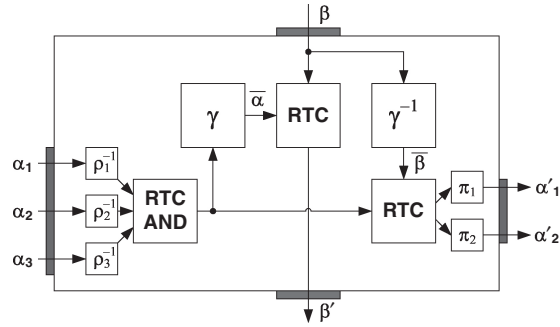 β
γ
α̅
RTC
γ⁻¹
β̅
α₁
ρ₁⁻¹
α₂
ρ₂⁻¹
α₃
ρ₃⁻¹
RTC
AND
RTC
π₁
α'₁
π₂
α'₂
β'